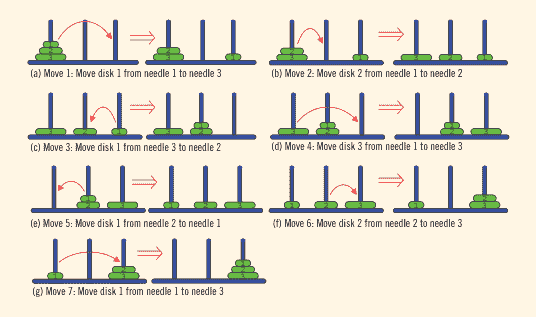 (a) Move 1: Move disk 1 from needle 1 to needle 3
(b) Move 2: Move disk 2 from needle 1 to needle 2
(c) Move 3: Move disk 1 from needle 3 to needle 2
(d) Move 4: Move disk 3 from needle 1 to needle 3
(e) Move 5: Move disk 1 from needle 2 to needle 1
(f) Move 6: Move disk 2 from needle 2 to needle 3
(g) Move 7: Move disk 1 from needle 1 to needle 3